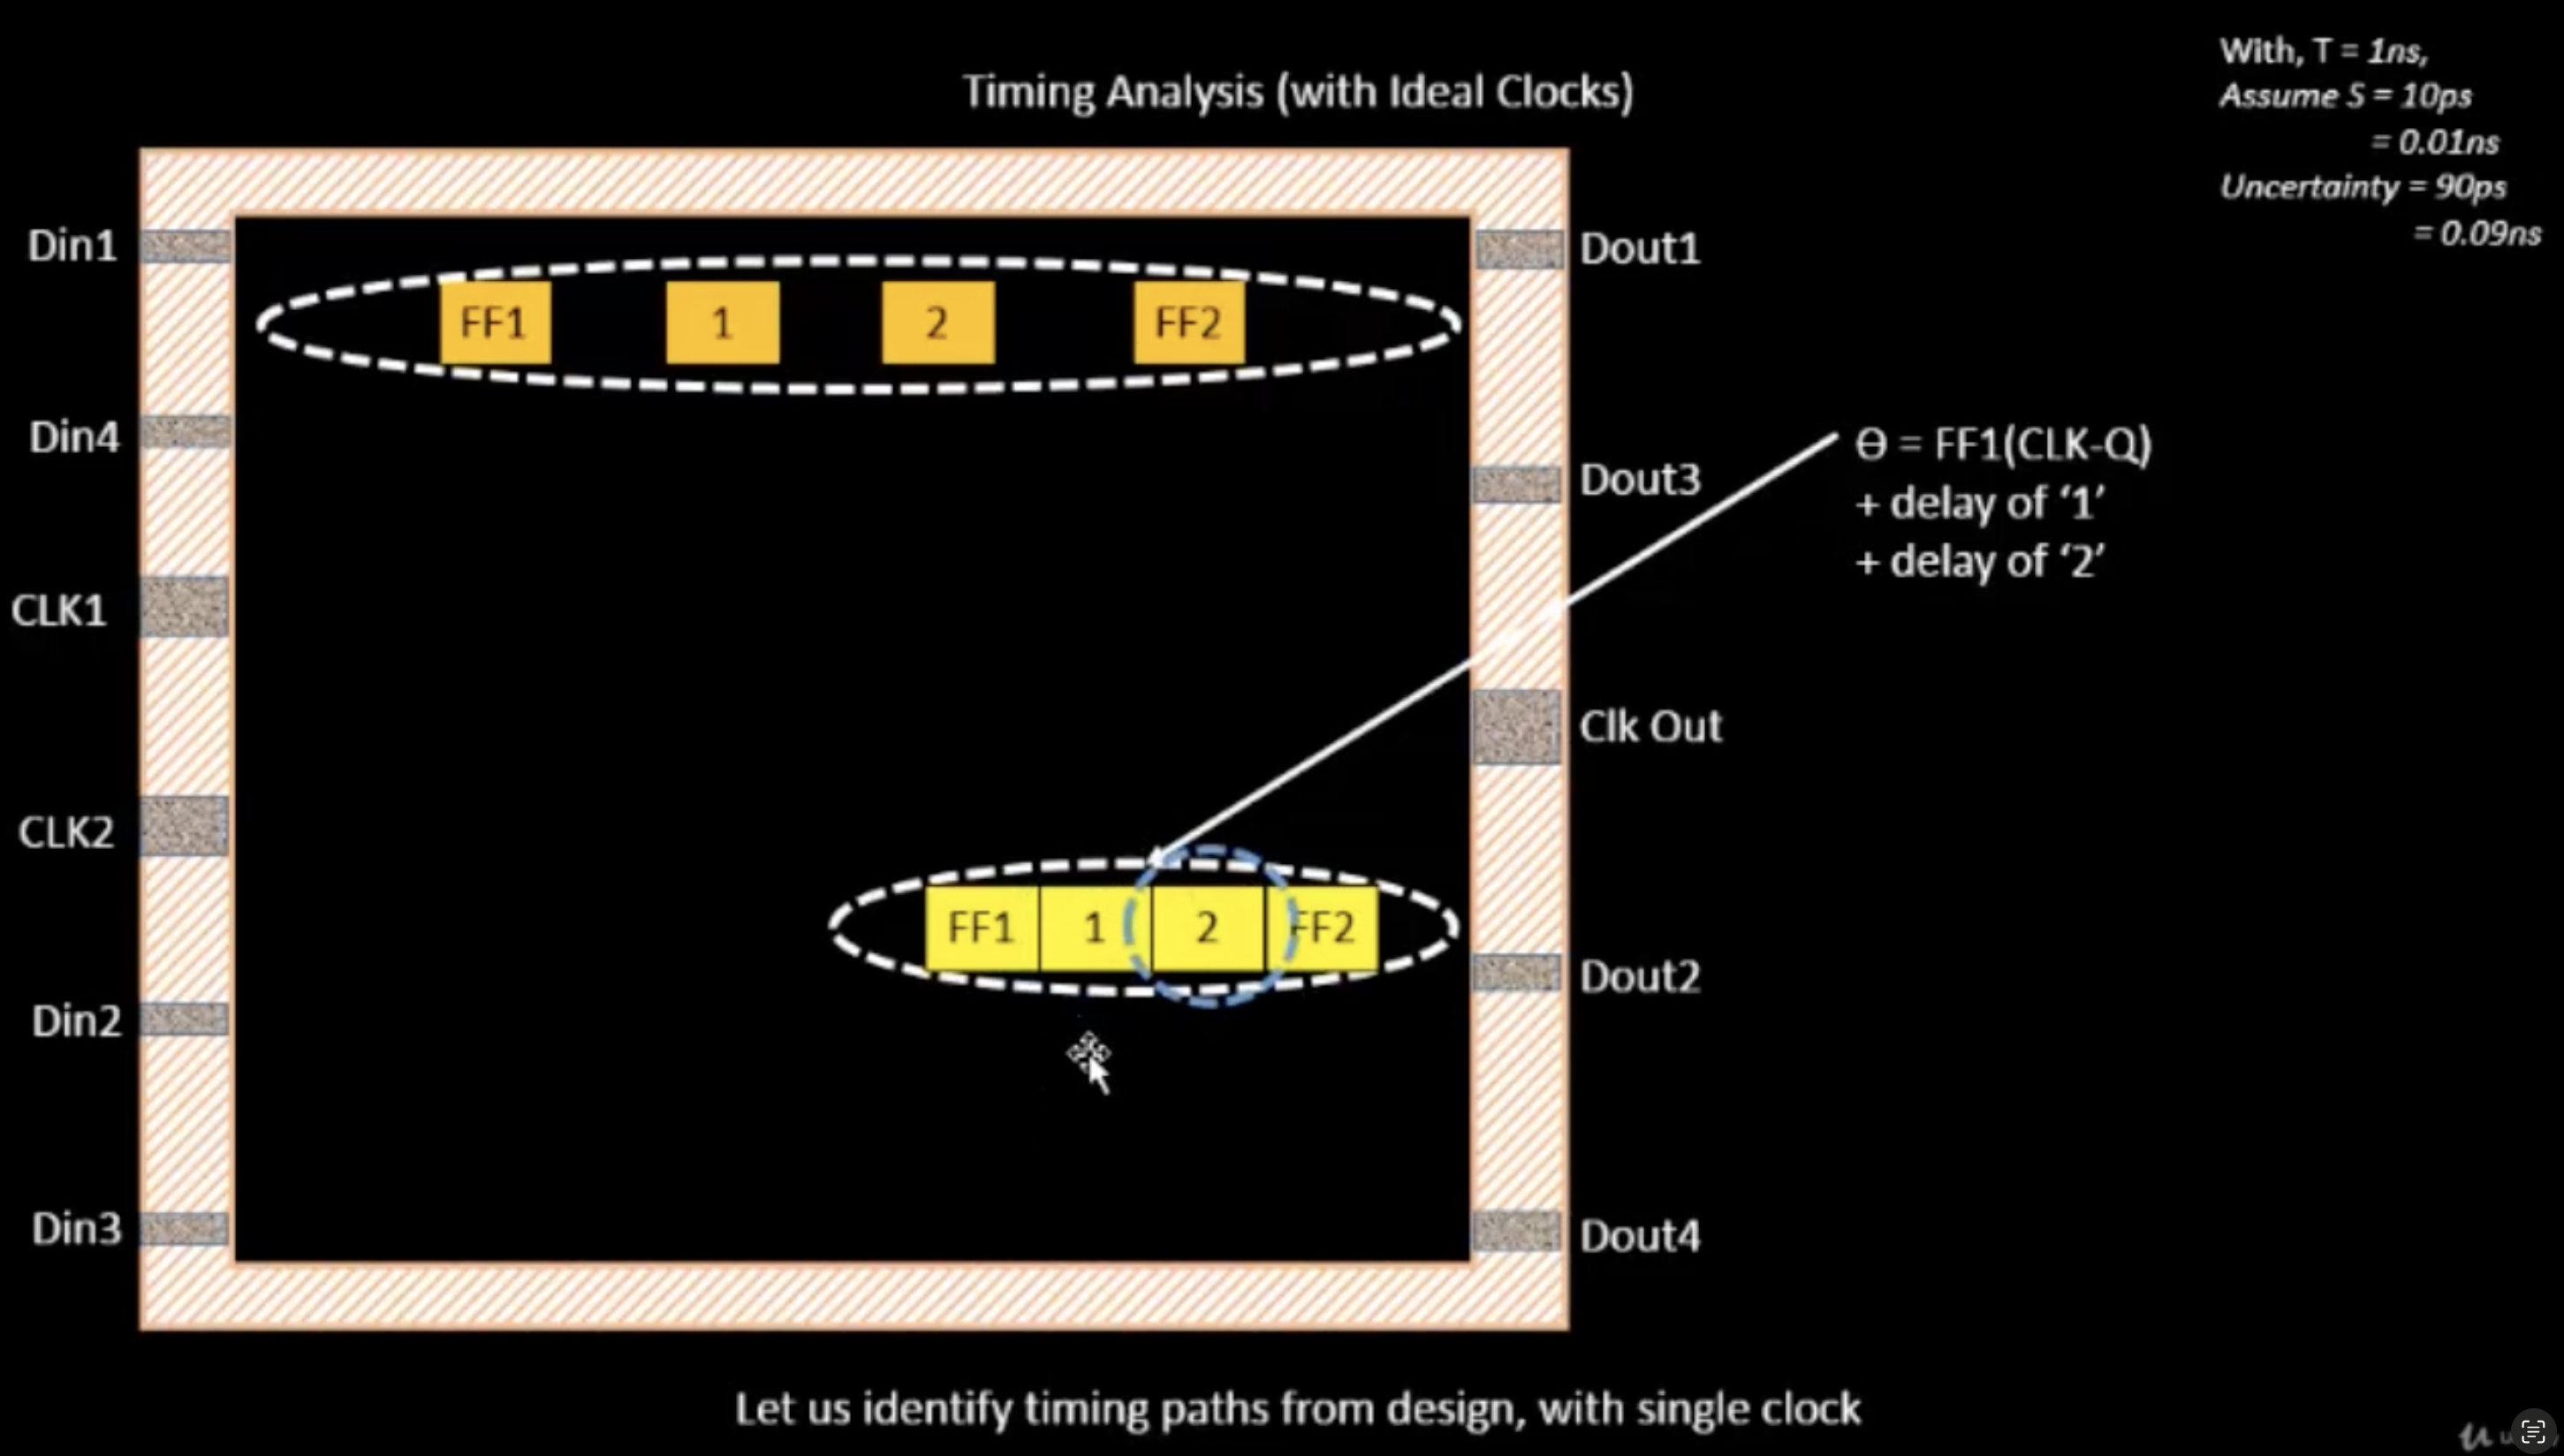 With, T = 1ns,
Assume S = 10ps
= 0.01ns
Uncertainty = 90ps
= 0.09ns
Timing Analysis (with Ideal Clocks)
Din1
Dout1
FF1
1
2
FF2
Din4
Dout3
Ɵ = FF1(CLK-Q)
+ delay of ‘1’
+ delay of ‘2’
CLK1
Clk Out
CLK2
FF1
1
2
FF2
Dout2
Din2
Din3
Dout4
Let us identify timing paths from design, with single clock